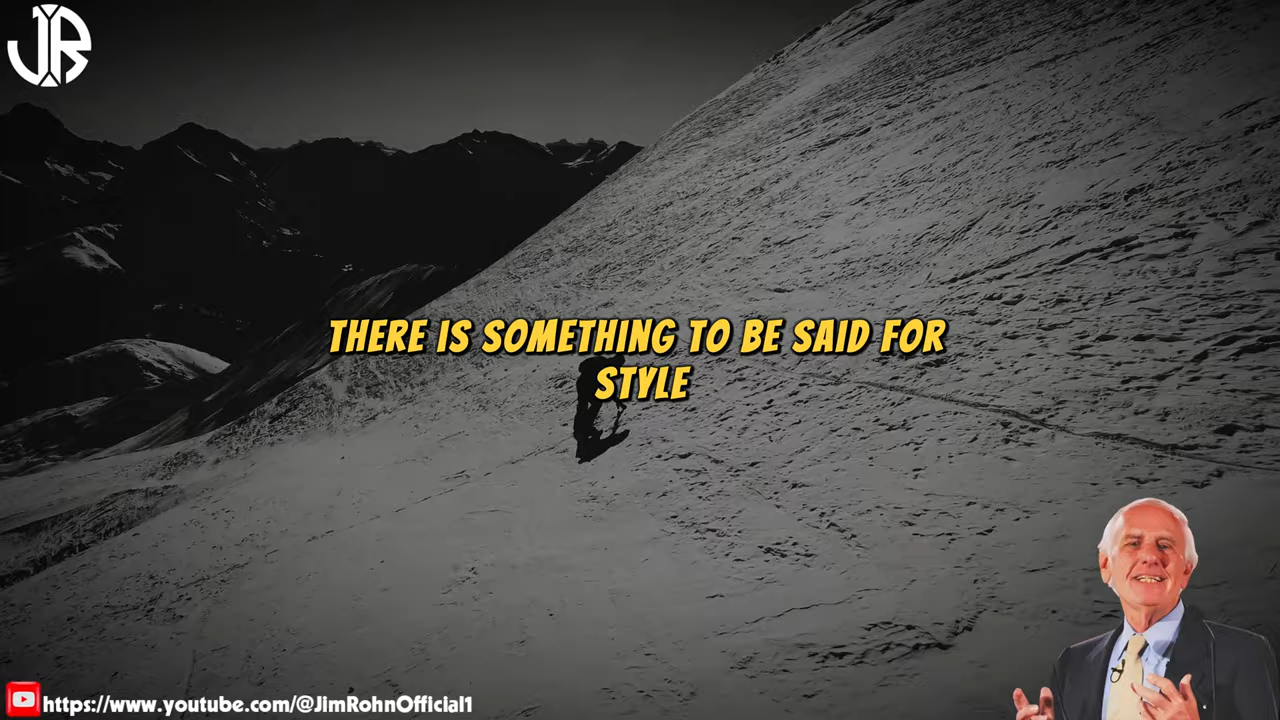 JR
THERE IS SOMETHING TO BE SAID FOR
STYLE
https://www.youtube.com/@JimRohnOfficial1